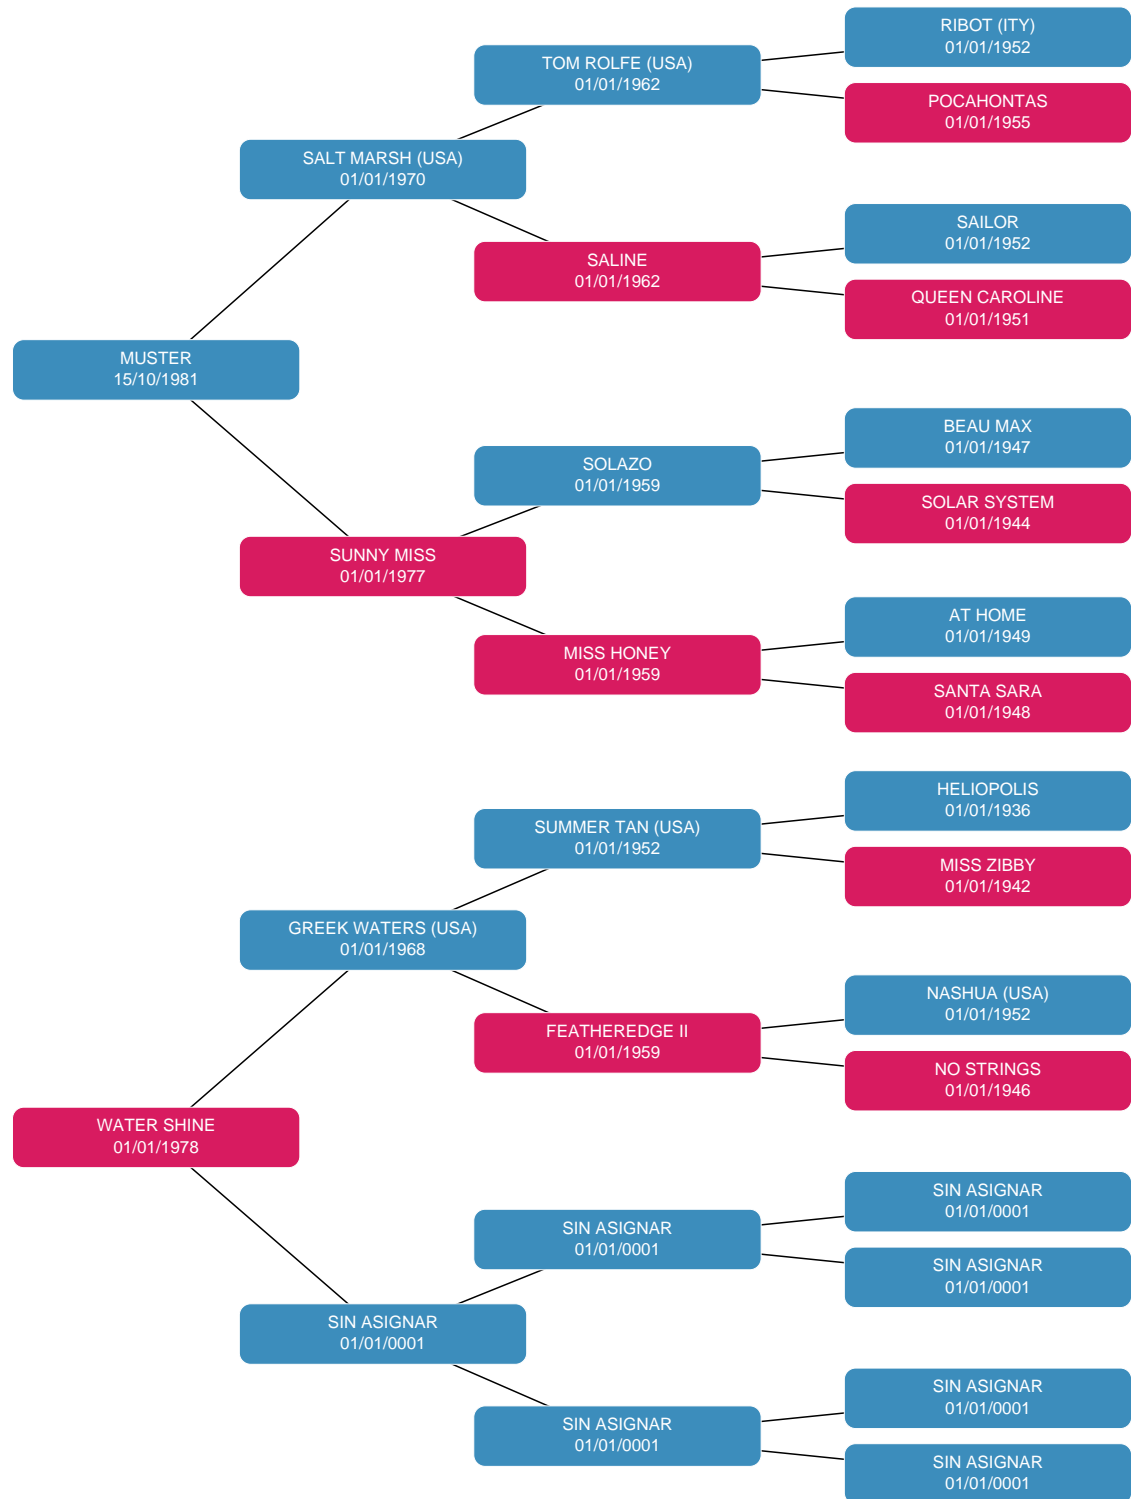 RIBOT (ITY)
01/01/1952
TOM ROLFE (USA)
01/01/1962
POCAHONTAS
01/01/1955
SALT MARSH (USA)
01/01/1970
SAILOR
01/01/1952
SALINE
01/01/1962
QUEEN CAROLINE
01/01/1951
MUSTER
15/10/1981
BEAU MAX
01/01/1947
SOLAZO
01/01/1959
SOLAR SYSTEM
01/01/1944
SUNNY MISS
01/01/1977
AT HOME
01/01/1949
MISS HONEY
01/01/1959
SANTA SARA
01/01/1948
HELIOPOLIS
01/01/1936
SUMMER TAN (USA)
01/01/1952
MISS ZIBBY
01/01/1942
GREEK WATERS (USA)
01/01/1968
NASHUA (USA)
01/01/1952
FEATHEREDGE II
01/01/1959
NO STRINGS
01/01/1946
WATER SHINE
01/01/1978
SIN ASIGNAR
01/01/0001
SIN ASIGNAR
01/01/0001
SIN ASIGNAR
01/01/0001
SIN ASIGNAR
01/01/0001
SIN ASIGNAR
01/01/0001
SIN ASIGNAR
01/01/0001
SIN ASIGNAR
01/01/0001